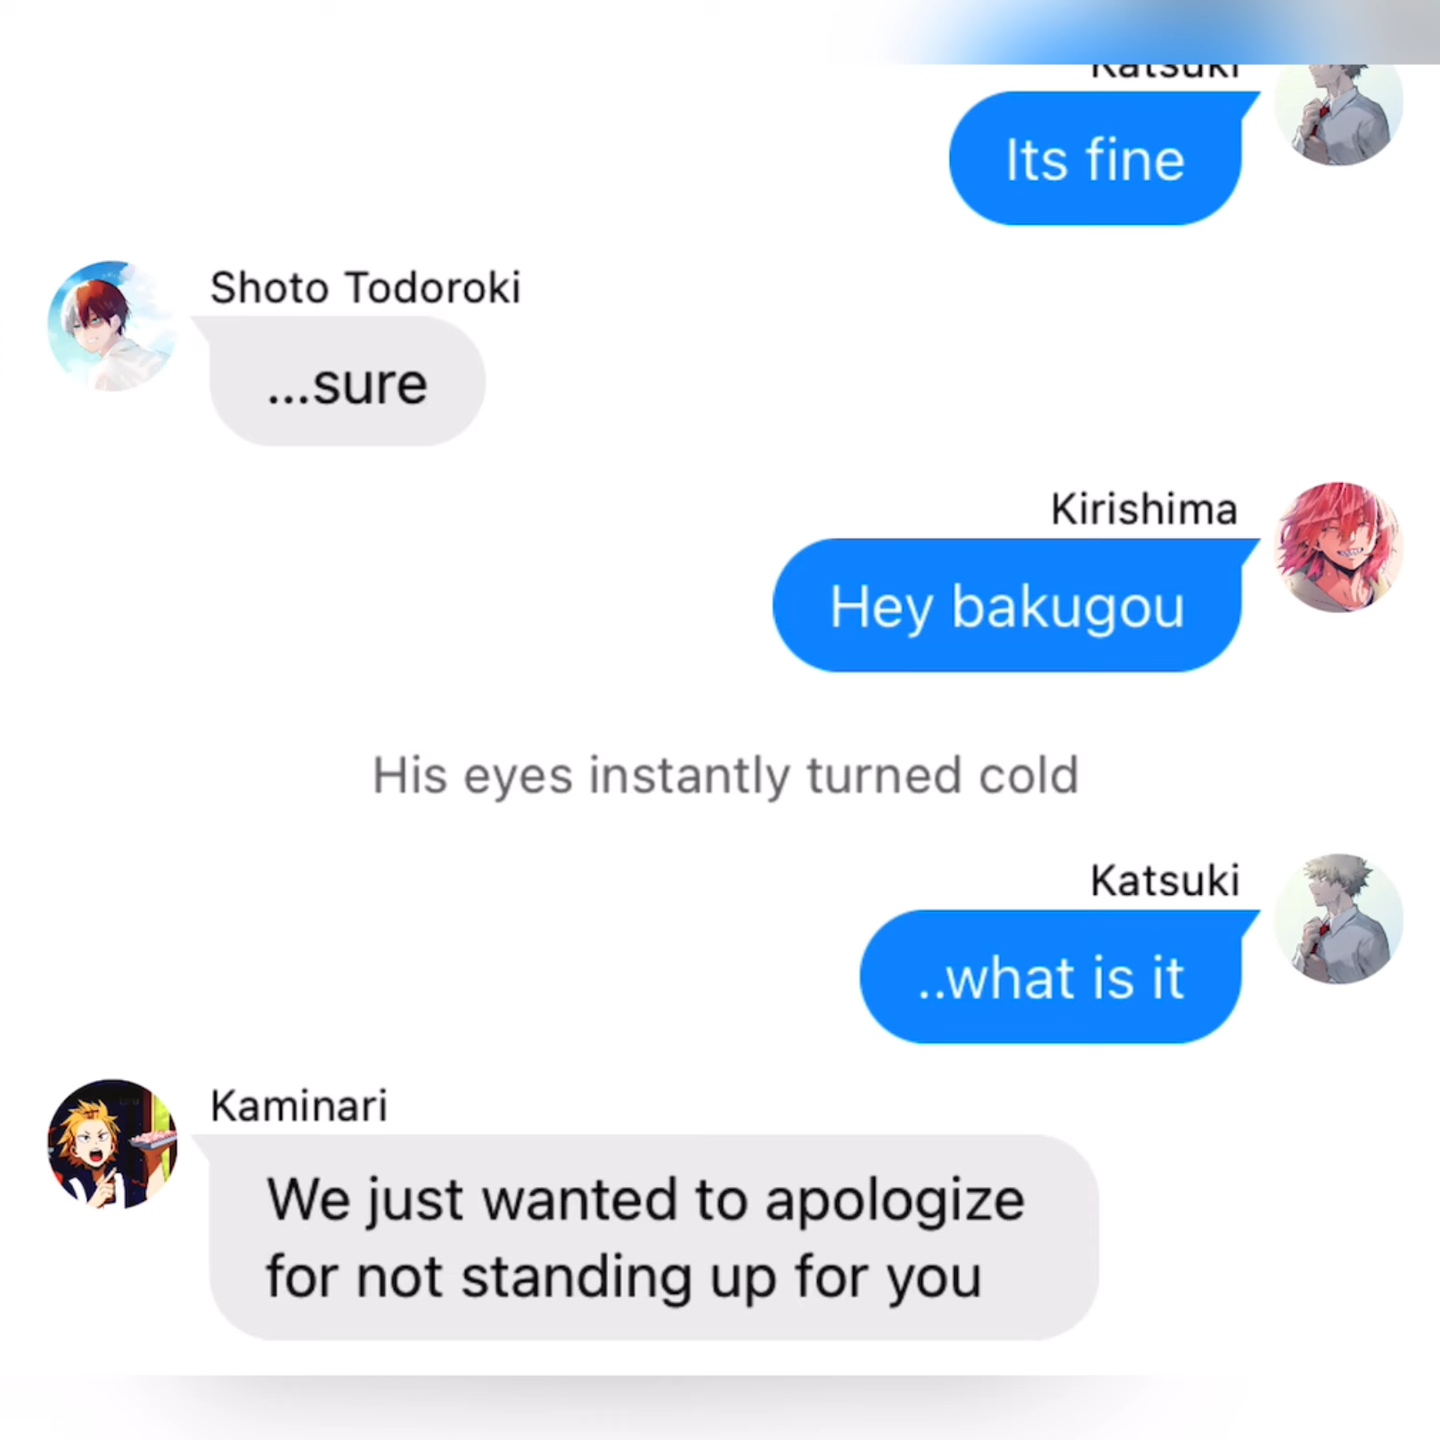 Katsuki
Its fine
Shoto Todoroki
...sure
Kirishima
Hey bakugou
His eyes instantly turned cold
Katsuki
..what is it
Kaminari
We just wanted to apologize
for not standing up for you